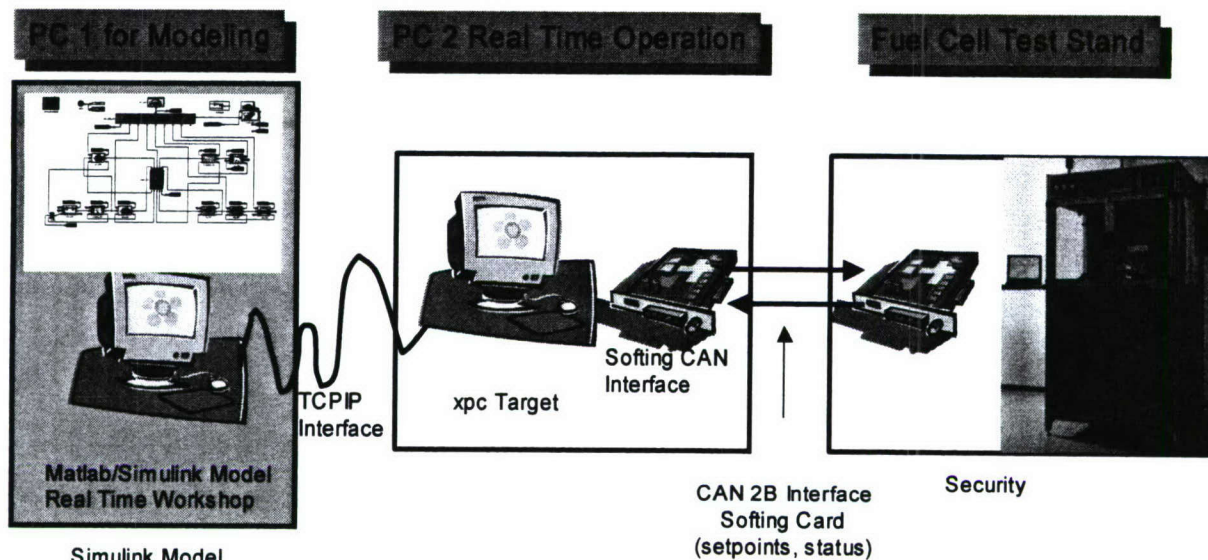 PC 1 for Modeling
PC 2 Real Time Operation
Fuel Cell Test Stand
TCPIP
Interface
xpc Target
Softing CAN
Interface
Matlab/Simulink Model
Real Time Workshop
CAN 2B Interface
Softing Card
(setpoints, status)
Security
Simulink Model